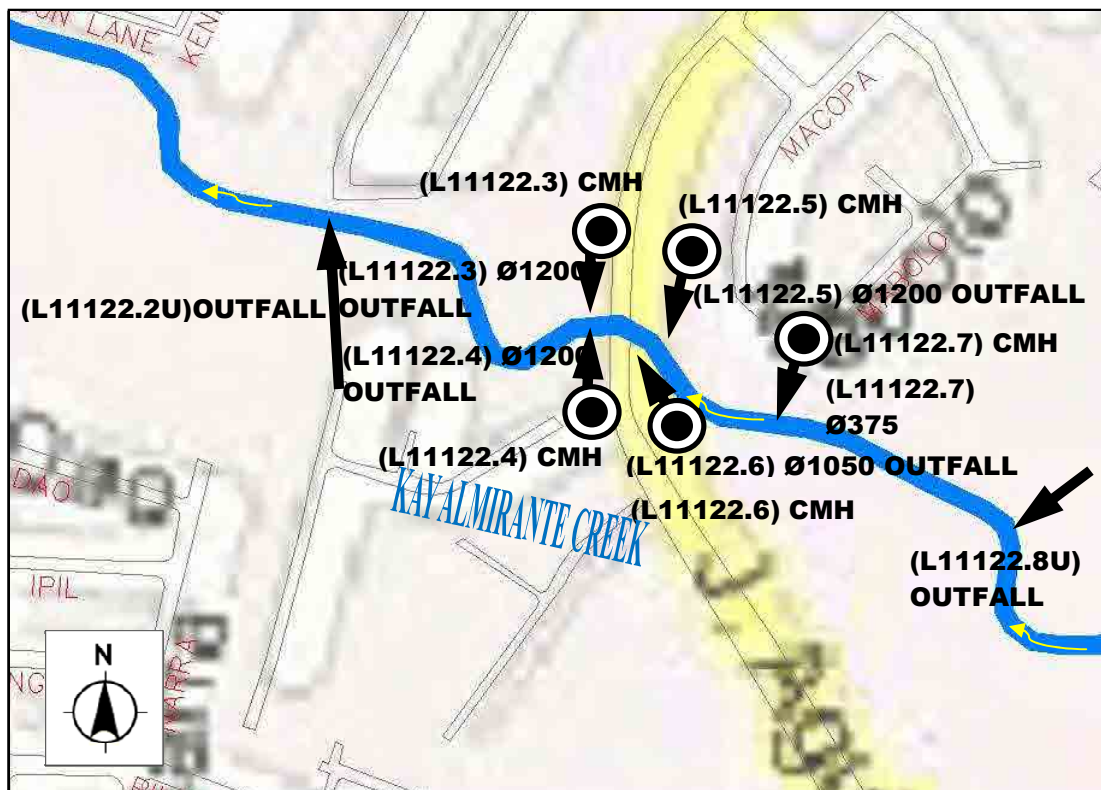 LANE
MACOPA
(L11122.3) CMH
(L11122.5) CMH
(L11122.3) Ø1200
OUTFALL
(L11122.2U)OUTFALL
(L11122.5) Ø1200 OUTFALL
(L11122.4) Ø1200
OUTFALL
(L11122.7) CMH
(L11122.7)
Ø375
(L11122.4) CMH
(L11122.6) Ø1050 OUTFALL
(L11122.6) CMH
KAY ALMIRANTE CREEK
DAO
(L11122.8U)
OUTFALL
IPIL
N